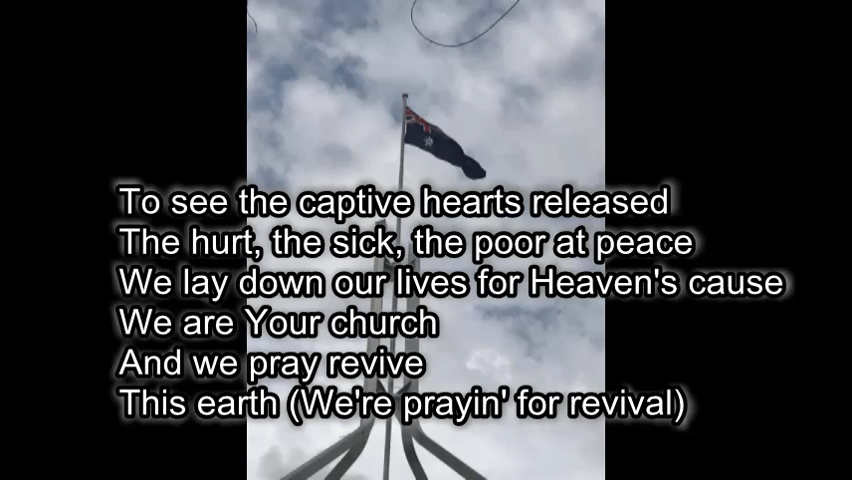 To see the captive hearts released
The hurt, the sick, the poor at peace
We lay down our lives for Heaven's cause
We are Your church
And we pray revive
This earth (We're prayin' for revival)